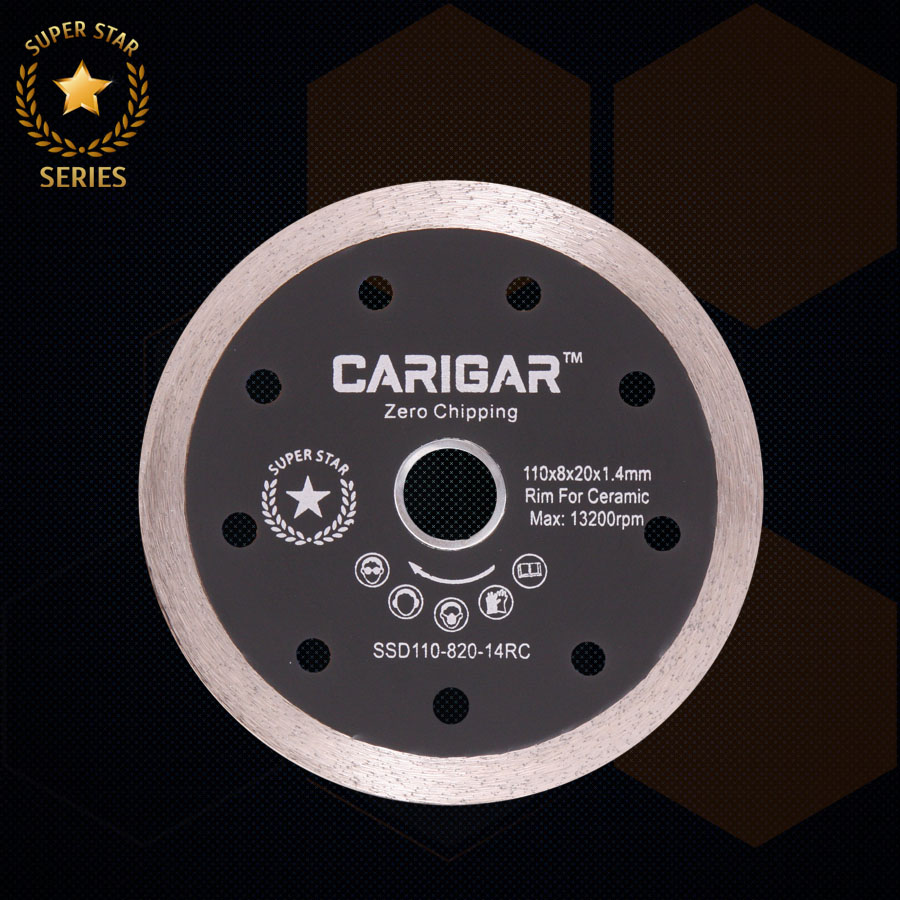 SUPER STAR
SERIES
CARIGAR™
Zero Chipping
SUPER STAR
110x8x20x1.4mm
Rim For Ceramic
Max: 13200rpm
SSD110-820-14RC